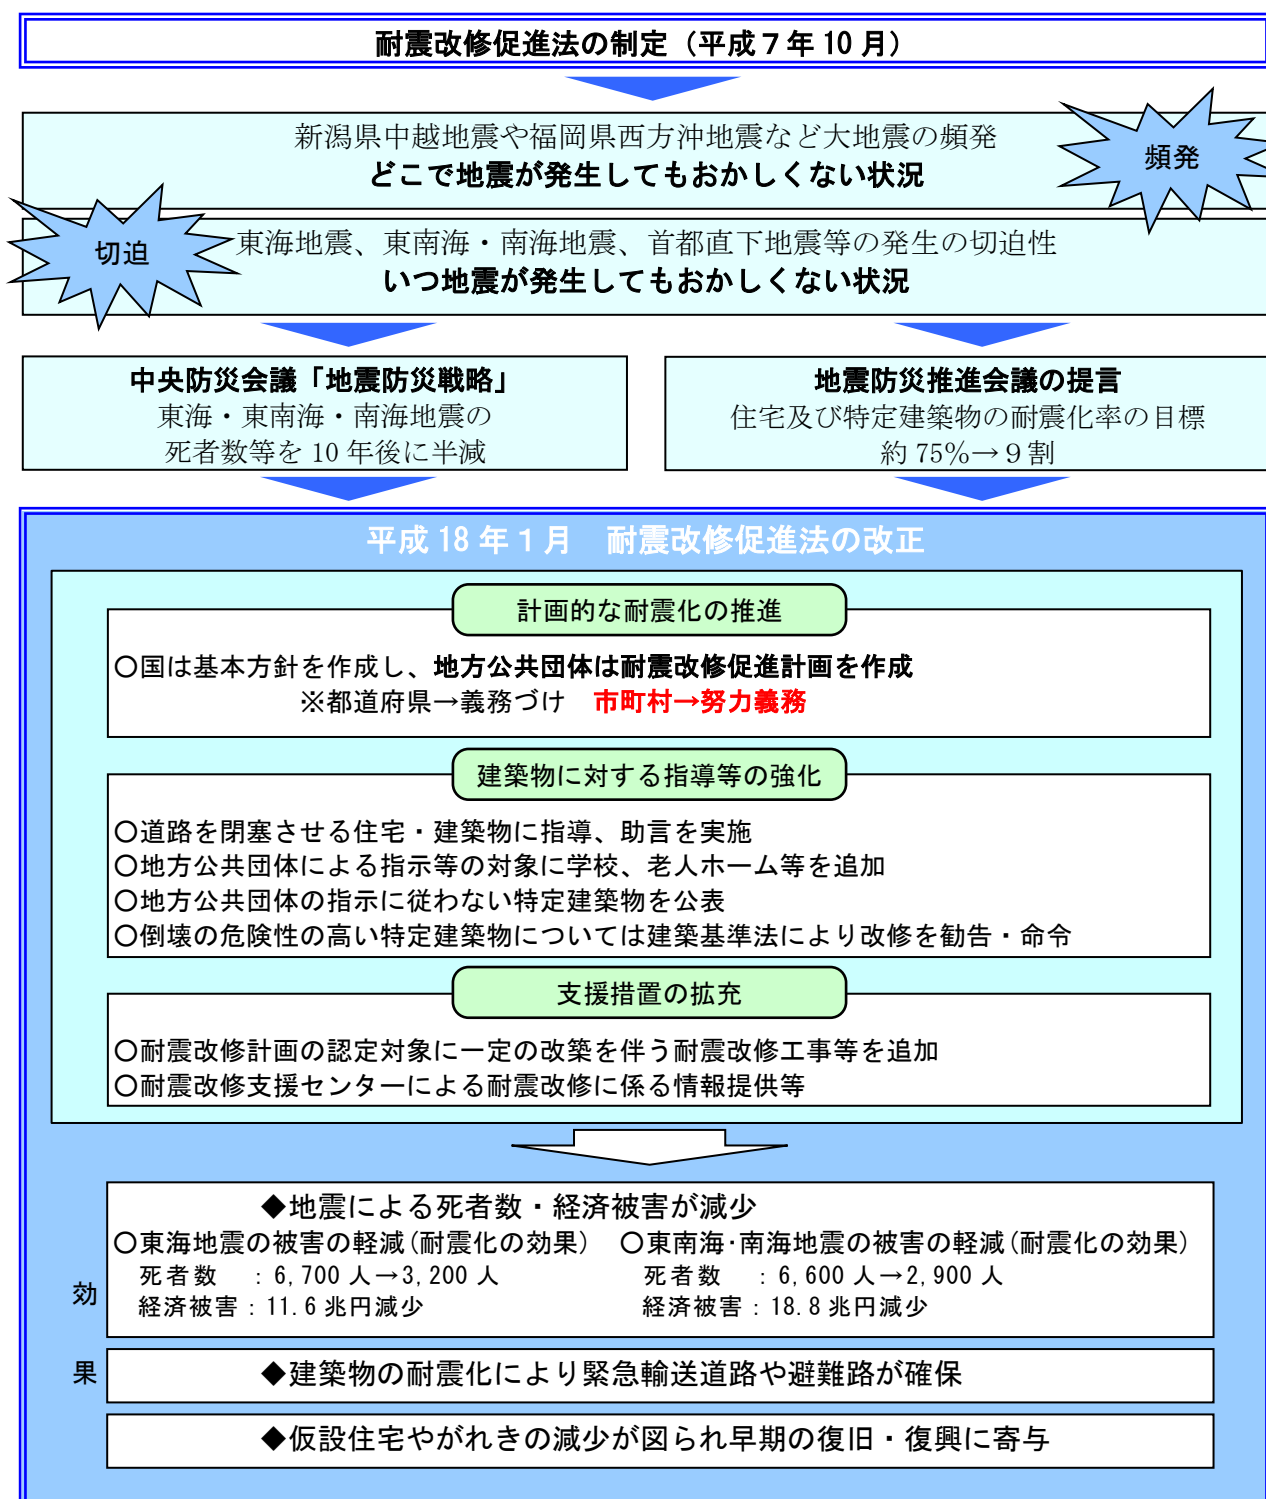 耐震改修促進法の制定（平成７年 10 月）
新潟県中越地震や福岡県西方沖地震など大地震の頻発
どこで地震が発生してもおかしくない状況
頻発
切迫
東海地震、東南海・南海地震、首都直下地震等の発生の切迫性
いつ地震が発生してもおかしくない状況
中央防災会議「地震防災戦略」
東海・東南海・南海地震の
死者数等を 10 年後に半減
地震防災推進会議の提言
住宅及び特定建築物の耐震化率の目標
約 75％→９割
平成 18 年１月　耐震改修促進法の改正
計画的な耐震化の推進
○国は基本方針を作成し、地方公共団体は耐震改修促進計画を作成
※都道府県→義務づけ　市町村→努力義務
建築物に対する指導等の強化
○道路を閉塞させる住宅・建築物に指導、助言を実施
○地方公共団体による指示等の対象に学校、老人ホーム等を追加
○地方公共団体の指示に従わない特定建築物を公表
○倒壊の危険性の高い特定建築物については建築基準法により改修を勧告・命令
支援措置の拡充
○耐震改修計画の認定対象に一定の改築を伴う耐震改修工事等を追加
○耐震改修支援センターによる耐震改修に係る情報提供等
効果
◆地震による死者数・経済被害が減少
○東海地震の被害の軽減(耐震化の効果)
死者数　：6,700 人→3,200 人
経済被害：11.6 兆円減少
○東南海･南海地震の被害の軽減(耐震化の効果)
死者数　：6,600 人→2,900 人
経済被害：18.8 兆円減少
◆建築物の耐震化により緊急輸送道路や避難路が確保
◆仮設住宅やがれきの減少が図られ早期の復旧・復興に寄与